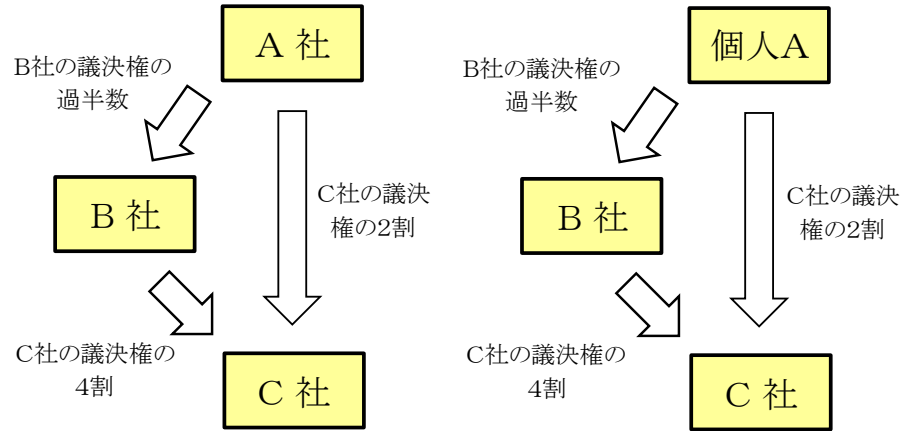 A 社
B社の議決権の
過半数
B 社
C社の議決
権の2割
C社の議決権の
4割
C 社
個人A
B社の議決権の
過半数
B 社
C社の議決
権の2割
C社の議決権の
4割
C 社